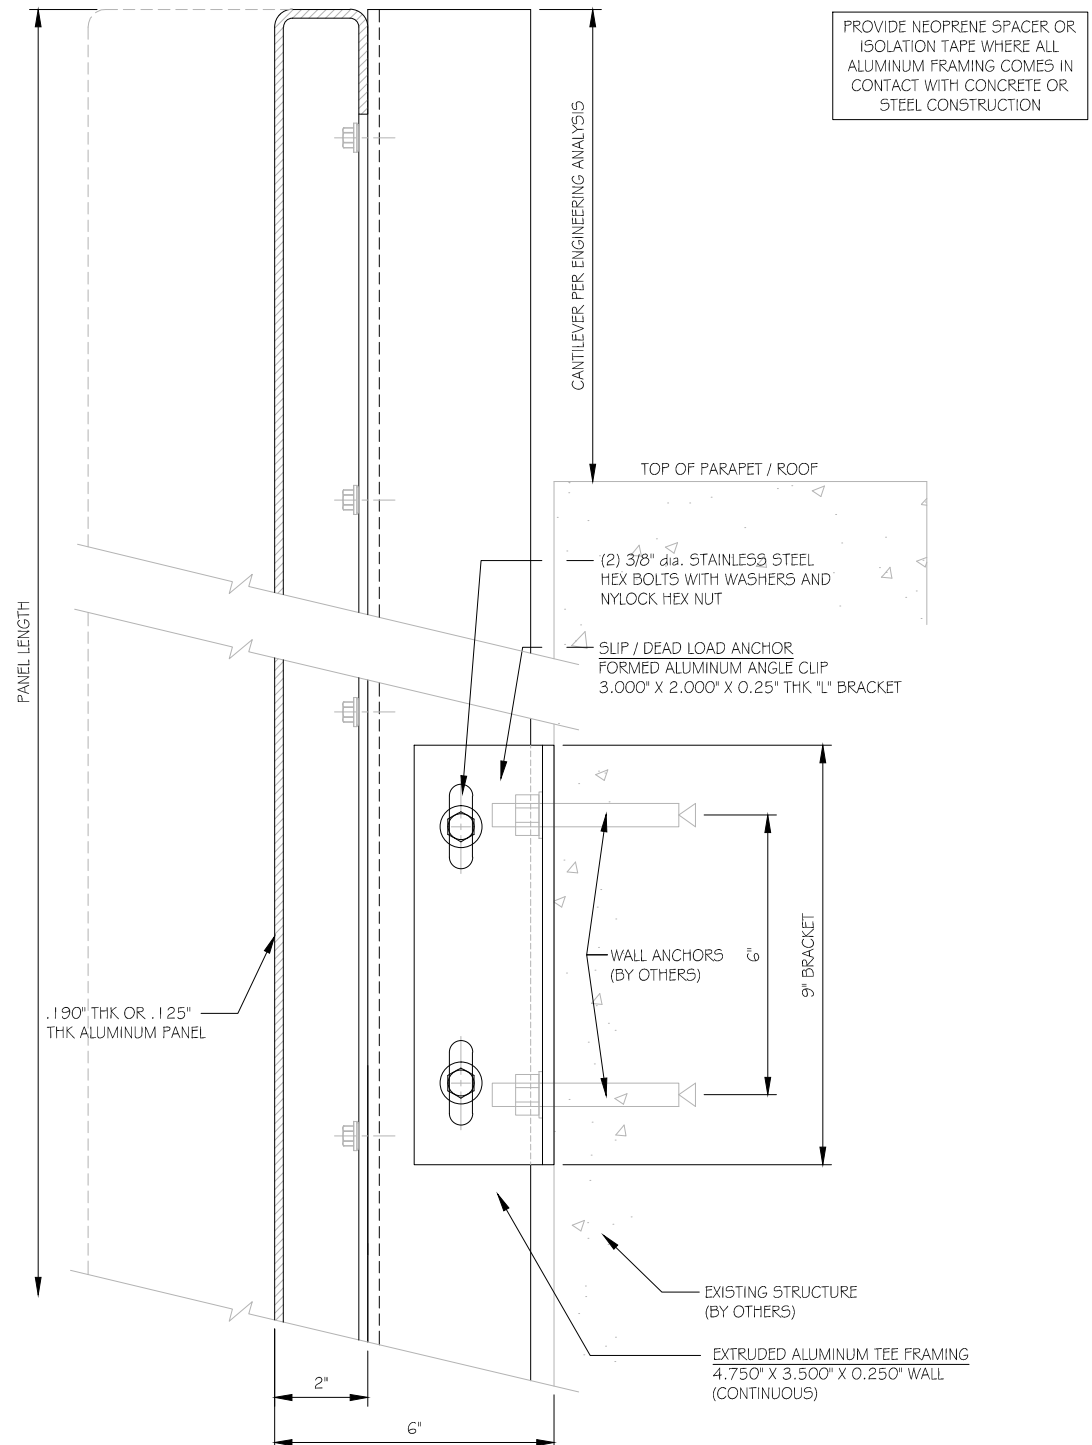 PROVIDE NEOPRENE SPACER OR
ISOLATION TAPE WHERE ALL
ALUMINUM FRAMING COMES IN
CONTACT WITH CONCRETE OR
STEEL CONSTRUCTION
CANTILEVER PER ENGINEERING ANALYSIS
TOP OF PARAPET / ROOF
(2) 3/8" dia. STAINLESS STEEL
HEX BOLTS WITH WASHERS AND
NYLOCK HEX NUT
PANEL LENGTH
SLIP / DEAD LOAD ANCHOR
FORMED ALUMINUM ANGLE CLIP
3.000" X 2.000" X 0.25" THK "L" BRACKET
WALL ANCHORS
(BY OTHERS)
6"
9" BRACKET
.190" THK OR .125"
THK ALUMINUM PANEL
EXISTING STRUCTURE
(BY OTHERS)
EXTRUDED ALUMINUM TEE FRAMING
4.750" X 3.500" X 0.250" WALL
(CONTINUOUS)
2"
6"